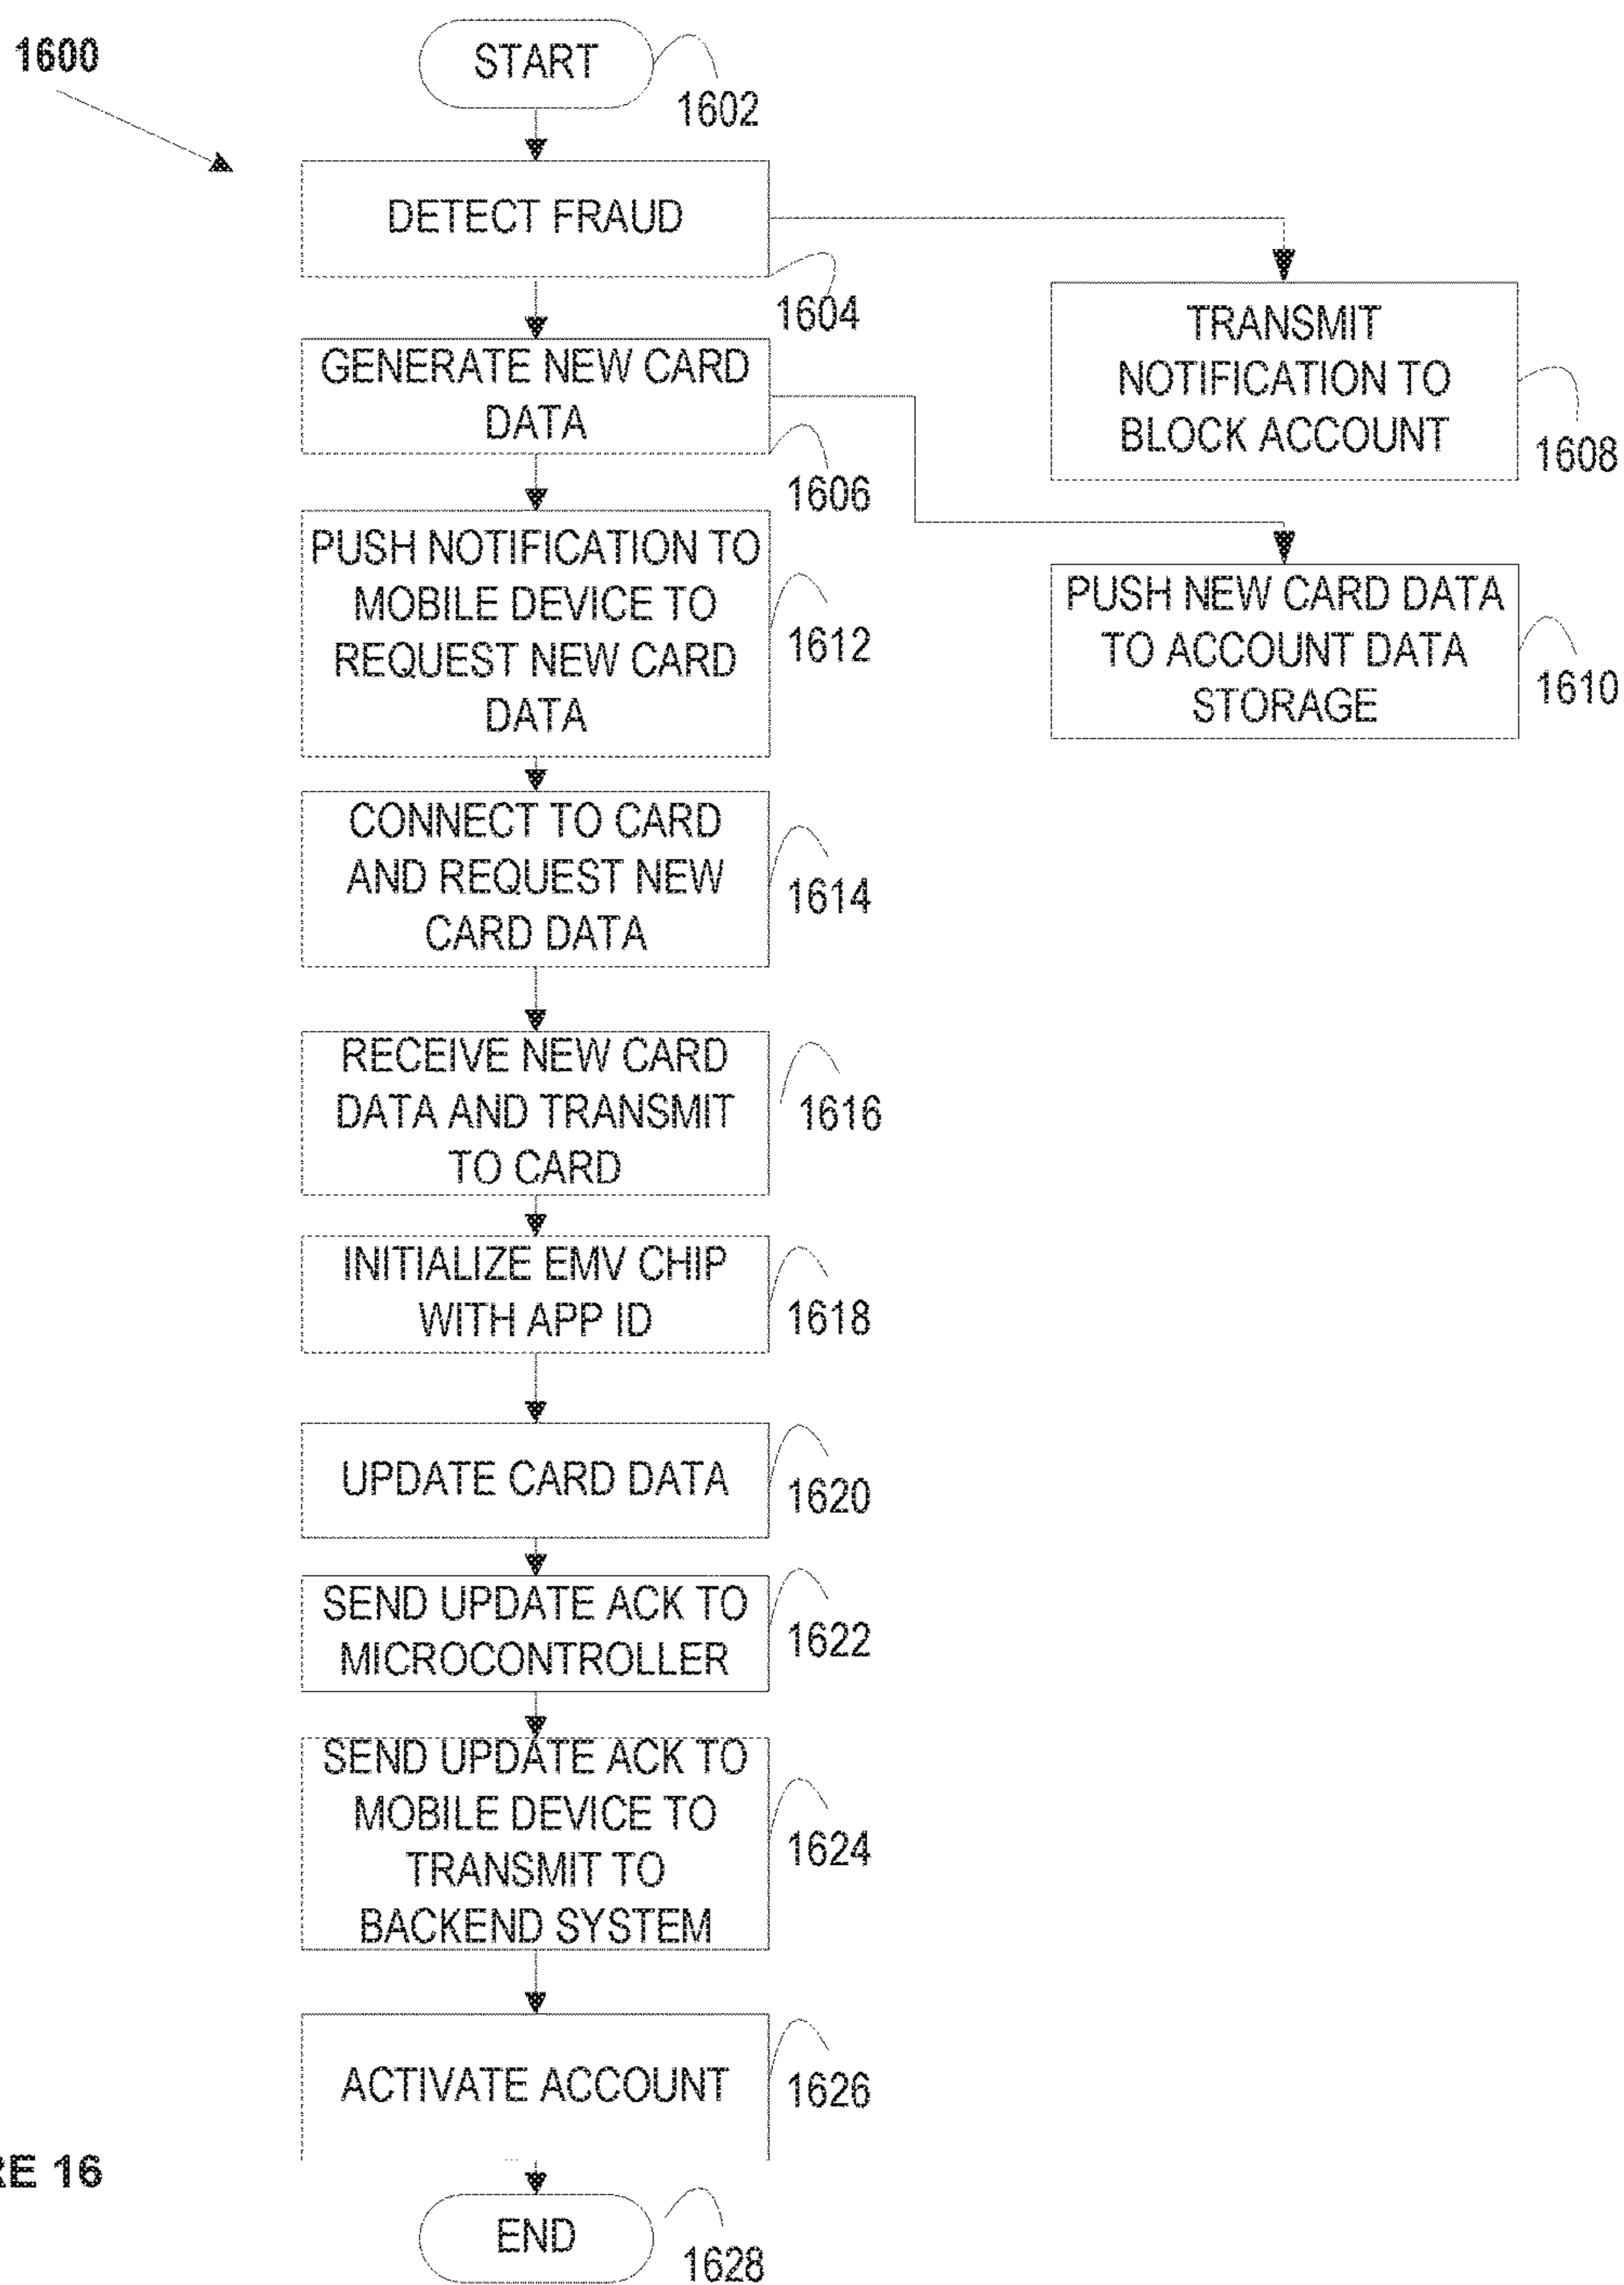 1600
START
1602
DETECT FRAUD
1604
TRANSMIT
NOTIFICATION TO
BLOCK ACCOUNT
1608
GENERATE NEW CARD
DATA
1606
PUSH NOTIFICATION TO
MOBILE DEVICE TO
REQUEST NEW CARD
DATA
1612
PUSH NEW CARD DATA
TO ACCOUNT DATA
STORAGE
1610
CONNECT TO CARD
AND REQUEST NEW
CARD DATA
1614
RECEIVE NEW CARD
DATA AND TRANSMIT
TO CARD
1616
INITIALIZE EMV CHIP
WITH APP ID
1618
UPDATE CARD DATA
1620
SEND UPDATE ACK TO
MICROCONTROLLER
1622
SEND UPDATE ACK TO
MOBILE DEVICE TO
TRANSMIT TO
BACKEND SYSTEM
1624
ACTIVATE ACCOUNT
1626
RE 16
END
1628